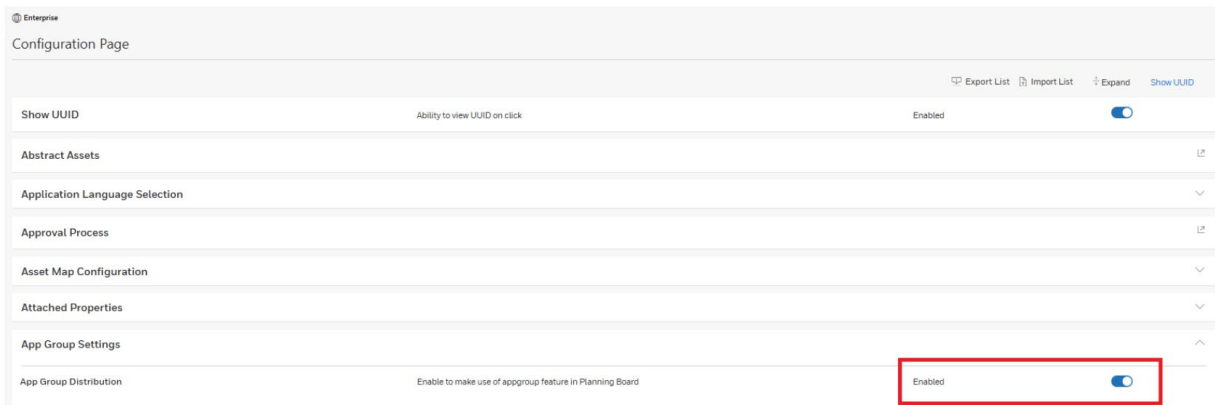 Enterprise
Configuration Page
Export List Import List Expand Show UUID
Show UUID Ability to view UUID on click Enabled
Abstract Assets
Application Language Selection
Approval Process
Asset Map Configuration
Attached Properties
App Group Settings
App Group Distribution Enable to make use of appgroup feature in Planning Board Enabled